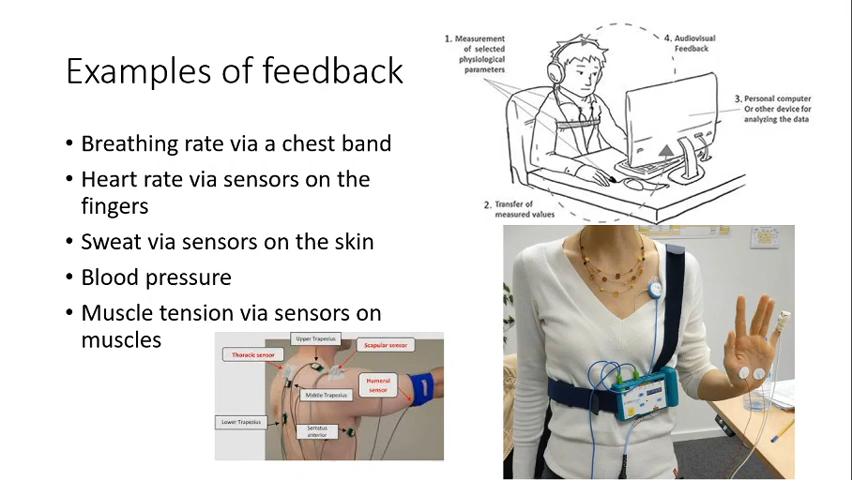 Examples of feedback
• Breathing rate via a chest band
• Heart rate via sensors on the
fingers
• Sweat via sensors on the skin
• Blood pressure
• Muscle tension via sensors on
muscles
1. Measurement
of selected
physiological
parameters
4. Audiovisual
Feedback
3. Personal computer
Or other device for
analyzing the data
2. Transfer of
measured values
Upper Trapezius
Thoracic sensor
Scapular sensor
Humeral
sensor
Middle Trapezius
Lower Trapezius
Serratus
anterior